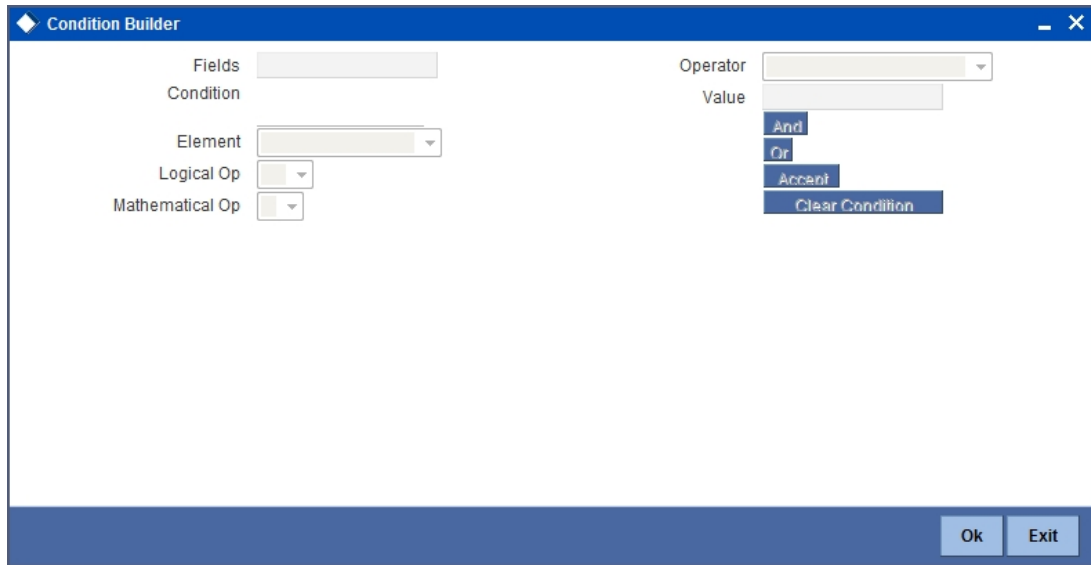 Condition Builder
Fields
Condition
Element
Logical Op
Mathematical Op
Operator
Value
And
Or
Accept
Clear Condition
Ok
Exit